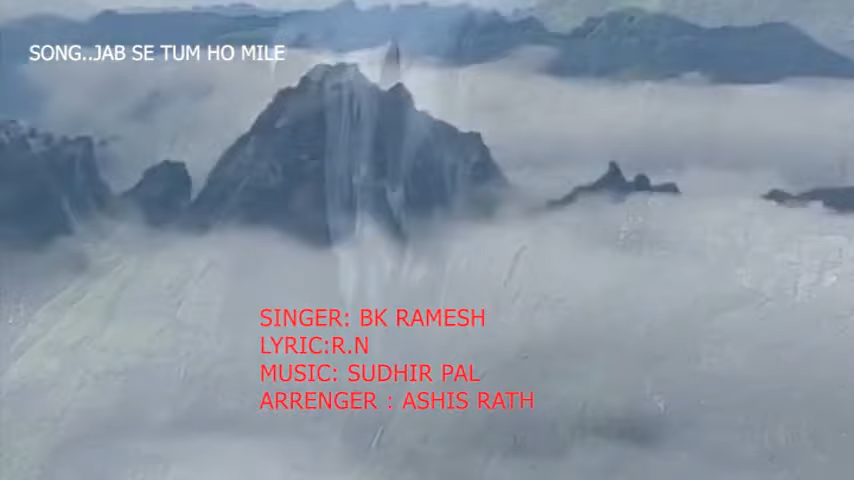 SONG..JAB SE TUM HO MILE
SINGER: BK RAMESH
LYRIC:R.N
MUSIC: SUDHIR PAL
ARRENGER : ASHIS RATH